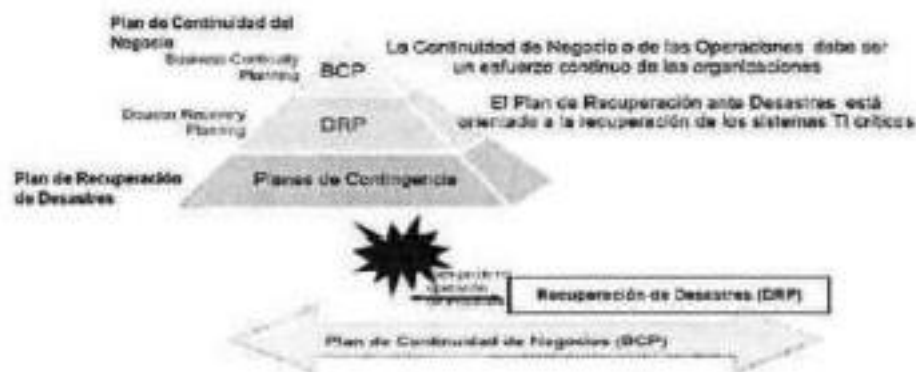 Plan de Continuidad del
Negocio
Business Continuity
Planning
BCP
La Continuidad de Negocio o de las Operaciones debe ser
un esfuerzo continuo de las organizaciones
Disaster Recovery
Planning
DRP
El Plan de Recuperación ante Desastres está
orientado a la recuperación de los sistemas TI críticos
Plan de Recuperación
de Desastres
Planes de Contingencia
Recuperación de Desastres (DRP)
Plan de Continuidad de Negocios (BCP)